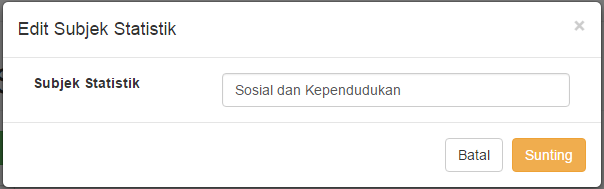 Edit Subjek Statistik ×
Subjek Statistik Sosial dan Kependudukan
Batal Sunting